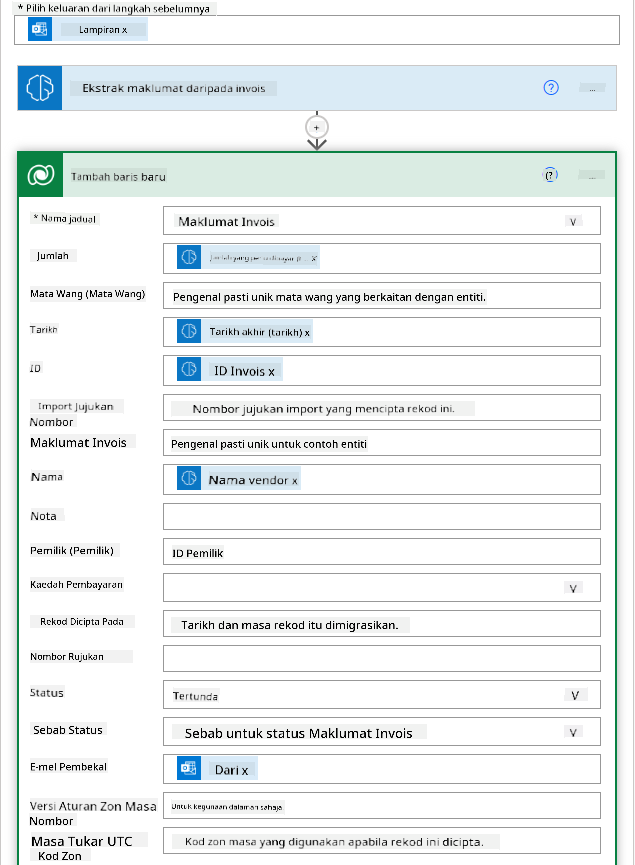 * Pilih keluaran dari langkah sebelumnya
Lampiran x
Ekstrak maklumat daripada invois
?
...
+
Tambah baris baru
(?
...
* Nama jadual
Maklumat Invois
V
Jumlah
Mata Wang (Mata Wang)
Pengenal pasti unik mata wang yang berkaitan dengan entiti.
Tarikh
Tarikh akhir (tarikh) x
ID
ID Invois x
Import Jujukan
Nombor
Nombor jujukan import yang mencipta rekod ini.
Maklumat Invois
Pengenal pasti unik untuk contoh entiti
Nama
Nama vendor x
Nota
Pemilik (Pemilik)
ID Pemilik
Kaedah Pembayaran
V
Rekod Dicipta Pada
Tarikh dan masa rekod itu dimigrasikan.
Nombor Rujukan
Status
Tertunda
V
Sebab Status
Sebab untuk status Maklumat Invois
V
E-mel Pembekal
Dari x
Versi Aturan Zon Masa
Nombor
Untuk kegunaan dalaman sahaja
Masa Tukar UTC
Kod Zon
Kod zon masa yang digunakan apabila rekod ini dicipta.